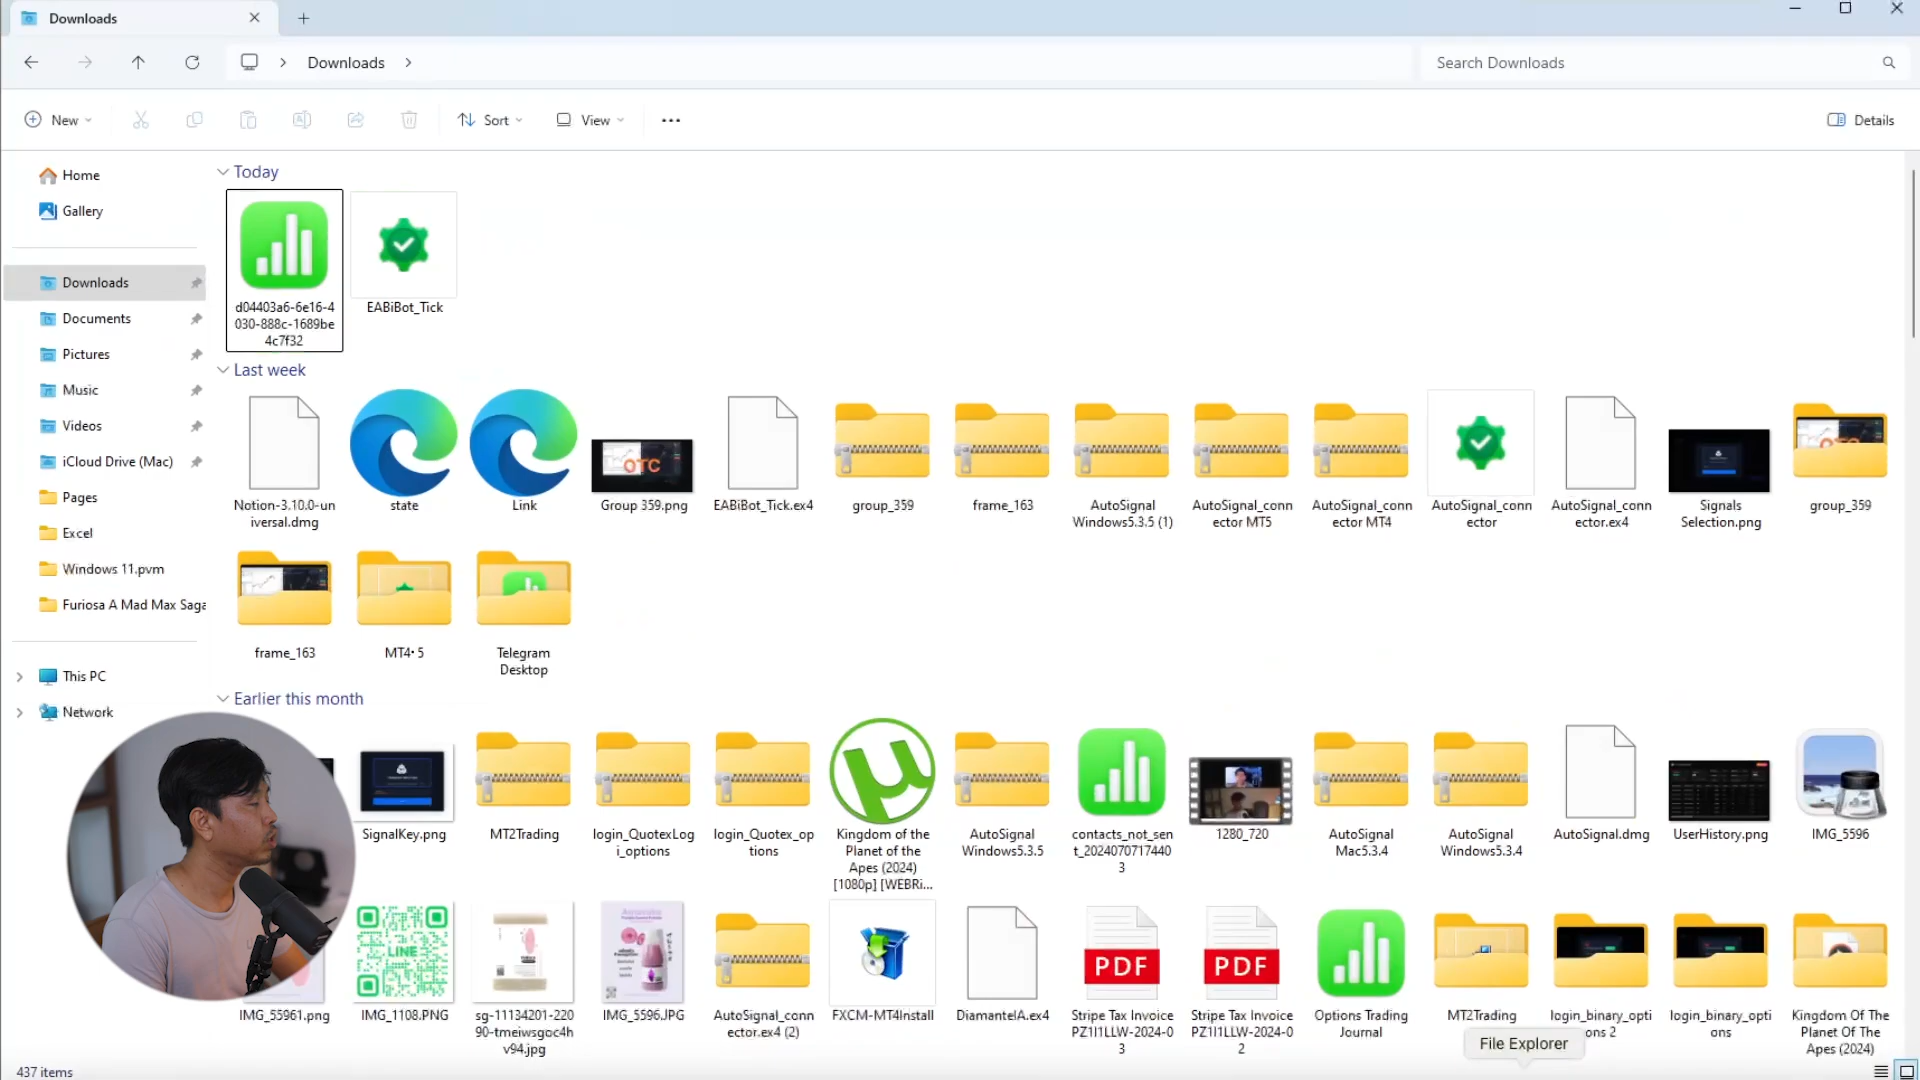 Downloads
Downloads
Search Downloads
New
Sort
View
Details
Home
Gallery
Downloads
Documents
Pictures
Music
Videos
iCloud Drive (Mac)
Pages
Excel
Windows 11.pvm
Furiosa A Mad Max Saga
This PC
Network
Today
d04403a6-6e16-4
030-888c-1689be
4c7f32
EABiBot_Tick
Last week
Notion-3.10.0-un
iversal.dmg
state
Link
OTC
Group 359.png
EABiBot_Tick.ex4
group_359
frame_163
AutoSignal
Windows5.3.5 (1)
AutoSignal_conn
ector MT5
AutoSignal_conn
ector MT4
AutoSignal_conn
ector
AutoSignal_conn
ector.ex4
Signals
Selection.png
group_359
frame_163
MT4•5
Telegram
Desktop
Earlier this month
SignalKey.png
MT2Trading
login_QuotexLog
i_options
login_Quotex_op
tions
Kingdom of the
Planet of the
Apes (2024)
[1080p] [WEBRi...
AutoSignal
Windows5.3.5
contacts_not_sen
t_2024070717440
3
1280_720
AutoSignal
Mac5.3.4
AutoSignal
Windows5.3.4
AutoSignal.dmg
UserHistory.png
IMG_5596
IMG_55961.png
LINE
IMG_1108.PNG
sg-11134201-22
090-tmeiwsgoc4h
v94.jpg
IMG_5596.JPG
AutoSignal_conn
ector.ex4 (2)
FXCM-MT4Install
DiamanteIA.ex4
PDF
Stripe Tax Invoice
PZ1I1LLW-2024-0
3
PDF
Stripe Tax Invoice
PZ1I1LLW-2024-0
2
Options Trading
Journal
MT2Trading
login_binary_opti
ons 2
login_binary_opti
ons
Kingdom Of The
Planet Of The
Apes (2024)
File Explorer
437 items